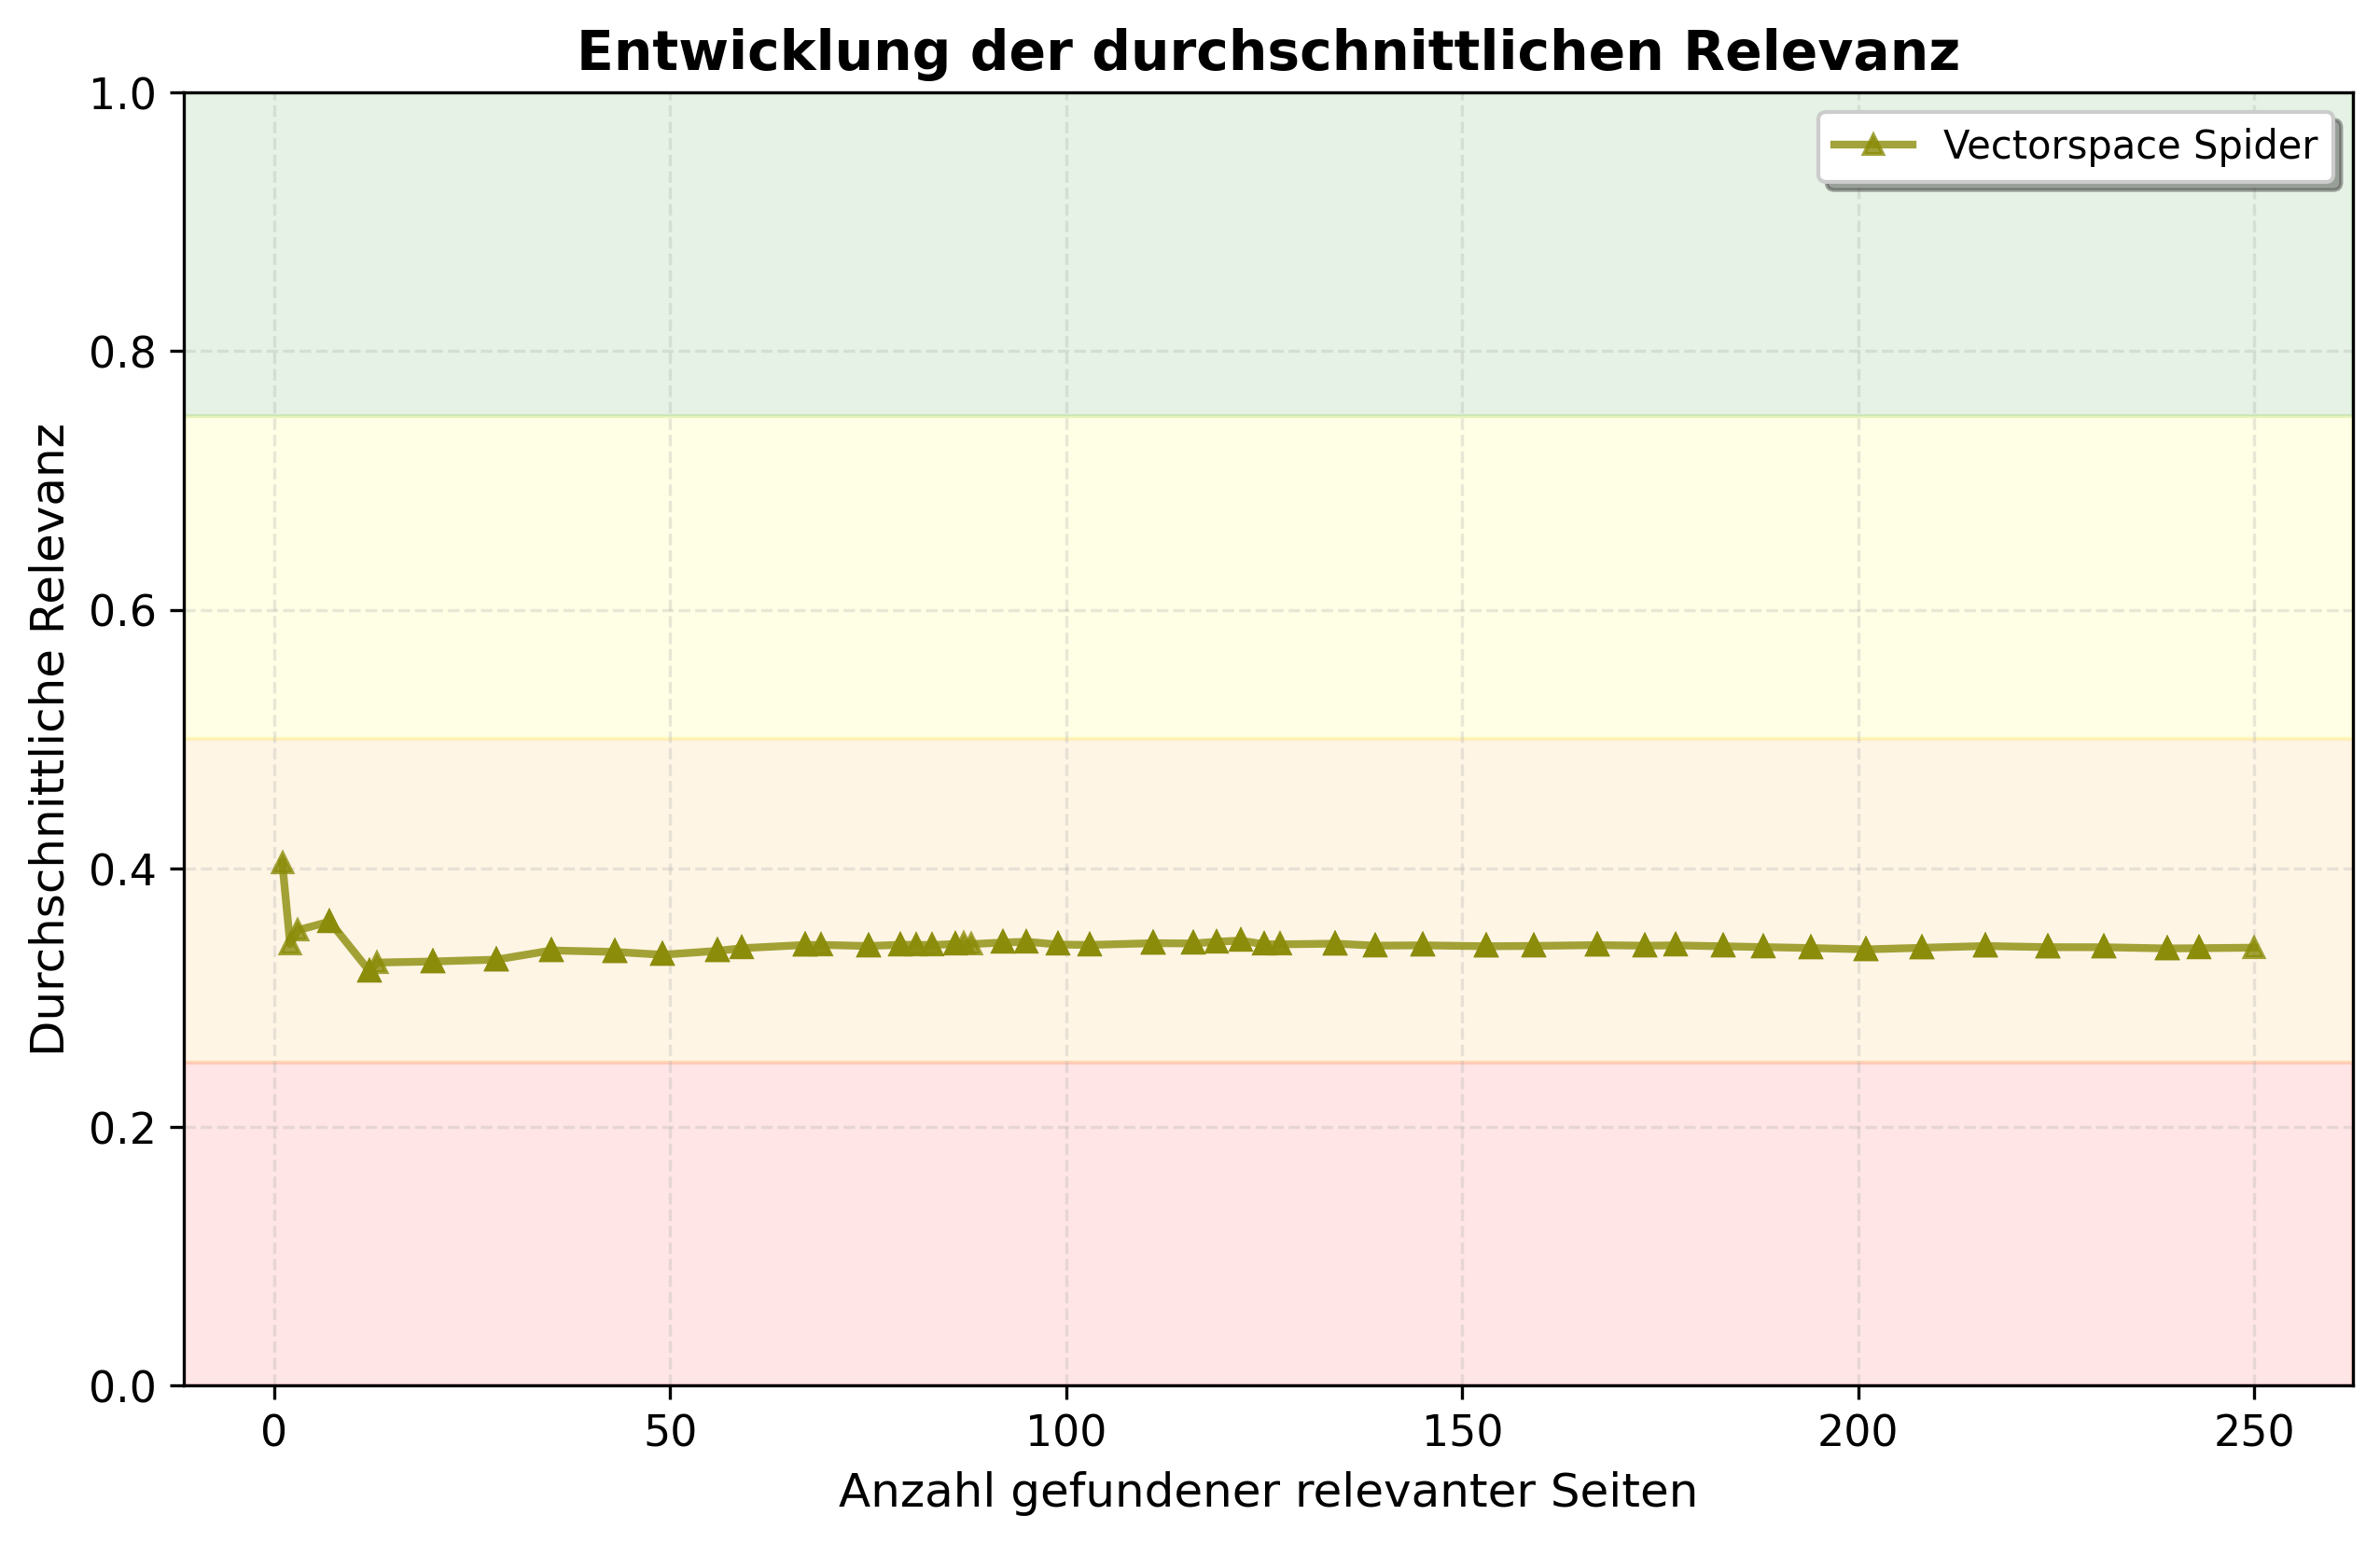 Entwicklung der durchschnittlichen Relevanz
Vectorspace Spider
Durchschnittliche Relevanz
1.0
0.8
0.6
0.4
0.2
0.0
0 50 100 150 200 250
Anzahl gefundener relevanter Seiten